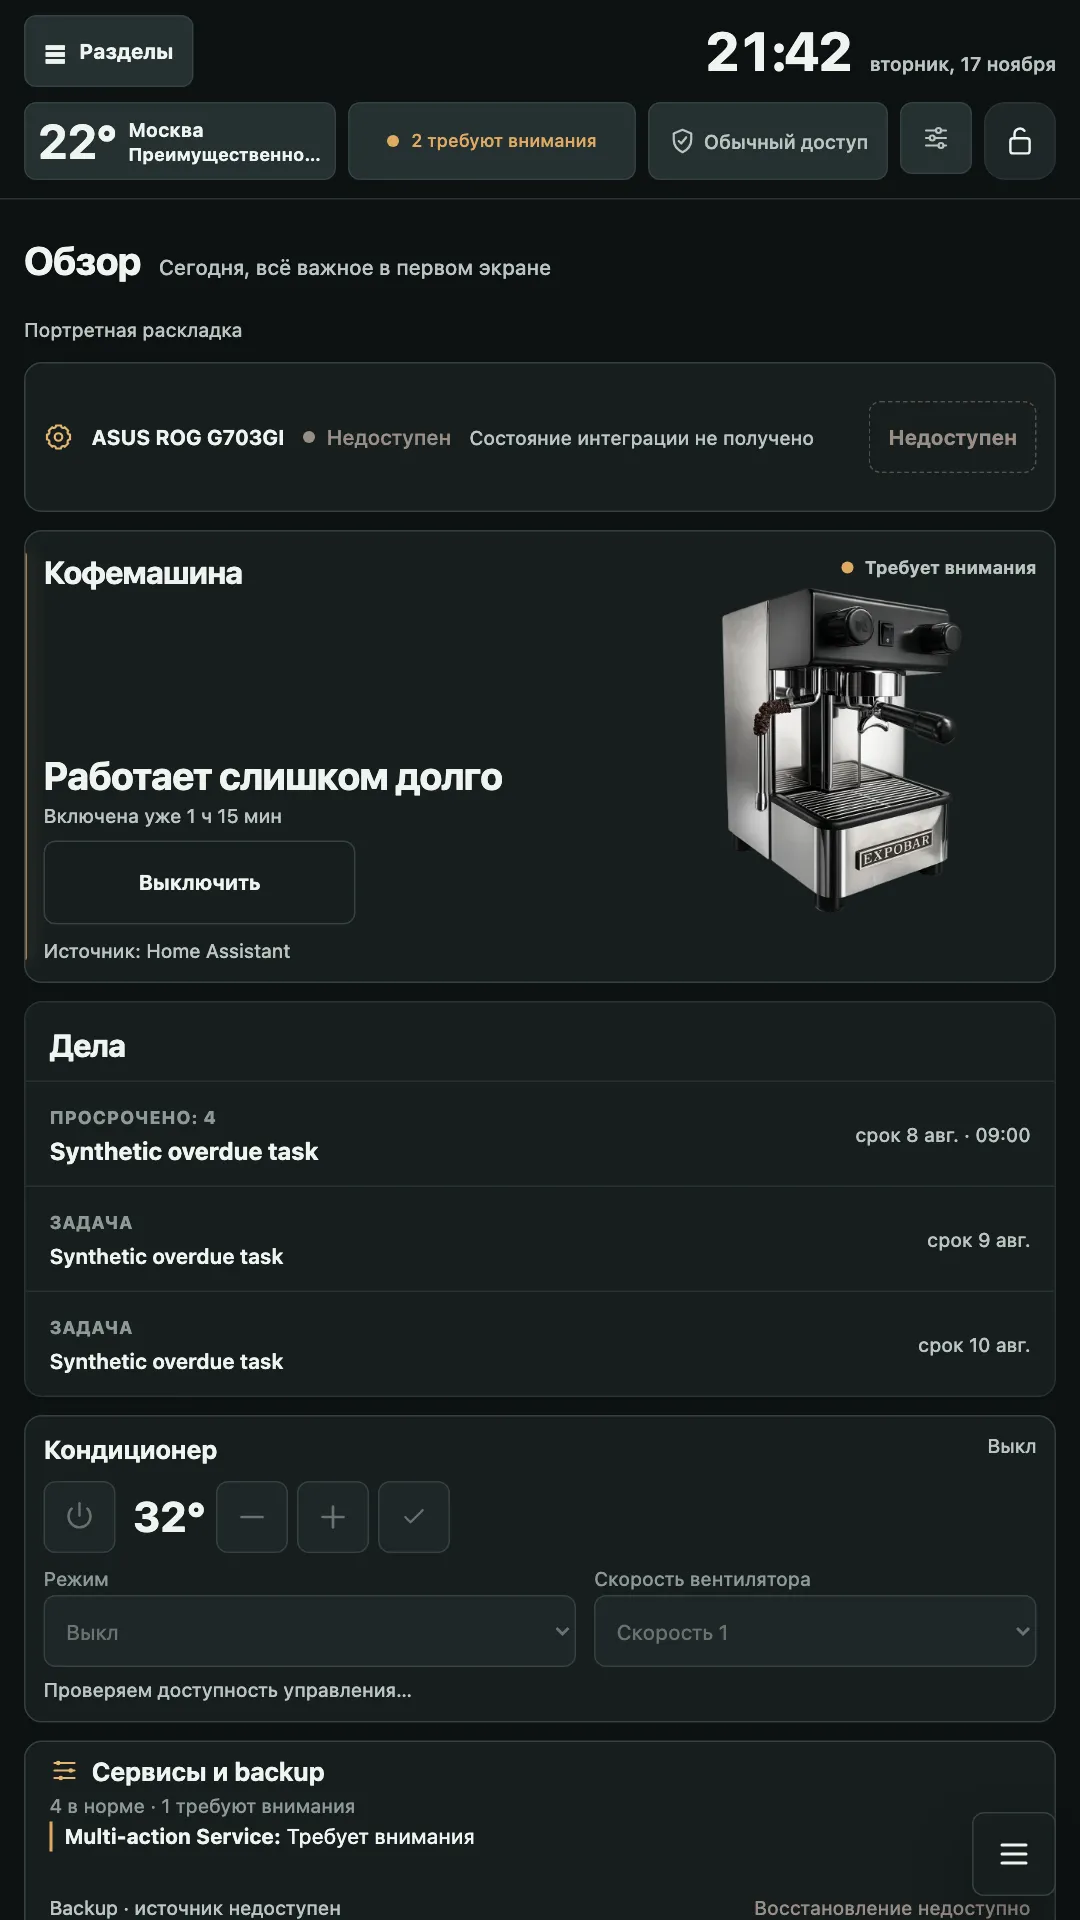 Разделы
21:42 вторник, 17 ноября
22° Москва
Преимущественно...
2 требуют внимания
Обычный доступ
Обзор Сегодня, всё важное в первом экране
Портретная раскладка
ASUS ROG G703GI Недоступен Состояние интеграции не получено Недоступен
Кофемашина
Требует внимания
Работает слишком долго
Включена уже 1 ч 15 мин
EXPOBAR
Выключить
Источник: Home Assistant
Дела
ПРОСРОЧЕНО: 4
Synthetic overdue task
срок 8 авг. · 09:00
ЗАДАЧА
Synthetic overdue task
срок 9 авг.
ЗАДАЧА
Synthetic overdue task
срок 10 авг.
Кондиционер
Выкл
32°
Режим
Выкл
Скорость вентилятора
Скорость 1
Проверяем доступность управления...
Сервисы и backup
4 в норме · 1 требуют внимания
Multi-action Service: Требует внимания
Backup · источник недоступен
Восстановление недоступно